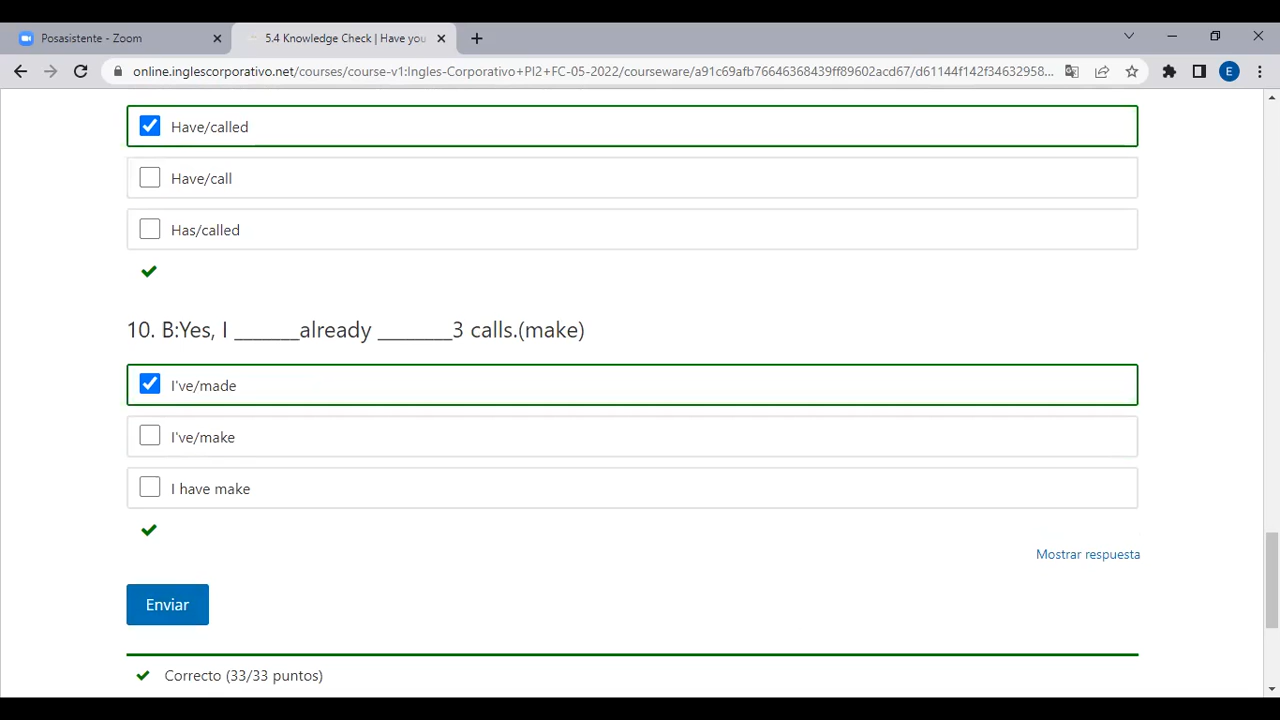 Posasistente - Zoom
5.4 Knowledge Check | Have you
online.inglescorporativo.net/courses/course-v1:Ingles-Corporativo+PI2+FC-05-2022/courseware/a91c69afb76646368439ff89602acd67/d61144f142f34632958...
E
Have/called
Have/call
Has/called
10. B:Yes, I _______already ________3 calls.(make)
I've/made
I've/make
I have make
Mostrar respuesta
Enviar
Correcto (33/33 puntos)